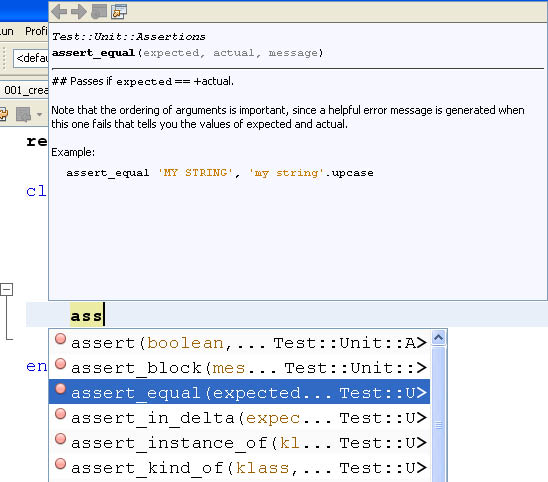 un Profi
<defau
001_crea
Test::Unit::Assertions
assert_equal(expected, actual, message)
## Passes if expected == +actual.
Note that the ordering of arguments is important, since a helpful error message is generated when
this one fails that tells you the values of expected and actual.
Example:
assert_equal 'MY STRING', 'my string'.upcase
re
cl
ass
en
assert(boolean,... Test::Unit::A>
assert_block(mes... Test::Unit::>
assert_equal(expected... Test::U>
assert_in_delta(expec... Test::U>
assert_instance_of(kl... Test::U>
assert_kind_of(klass,... Test::U>